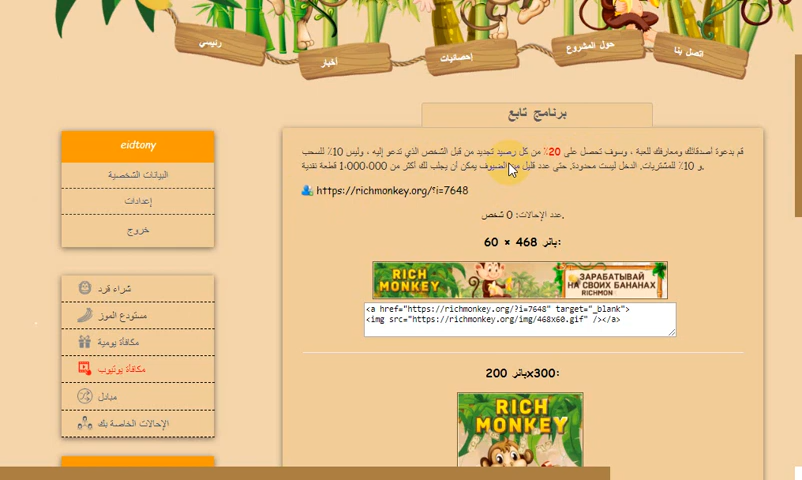 رئيسي
أخبار
إحصائيات
حول المشروع
اتصل بنا
برنامج تابع
eidtony
البيانات الشخصية
إعدادات
خروج
شراء قرد
مستودع الموز
مكافأة يومية
مكافأة يوتيوب
مبادل
الإحالات الخاصة بك
قم بدعوة أصدقائك ومعارفك للعبة ، وسوف تحصل على 20٪ من كل رصيد تجديد من قبل الشخص الذي تدعو إليه ، وليس 10٪ للسحب
و 10٪ للمشتريات. الدخل ليست محدودة. حتى عدد قليل من الضيوف يمكن أن يجلب لك أكثر من 000-000-1 قطعة نقدية.
https://richmonkey.org/?i=7648
عدد الإحالات: 0 شخص.
بانر 468 × 60:
RICH
MONKEY
ЗАРАБАТЫВАЙ
НА СВОИХ БАНАНАХ
RICHMON
<a href="https://richmonkey.org/?i=7648" target="_blank">
<img src="https://richmonkey.org/img/468x60.gif" /></a>
بانر 200x300:
RICH
MONKEY